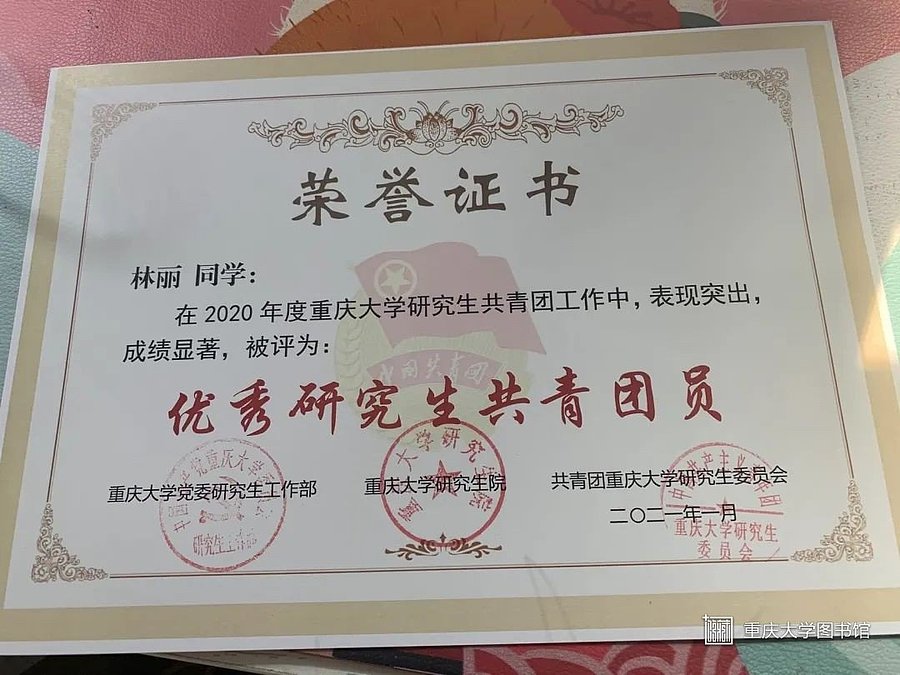 荣誉证书
林丽 同学：
在 2020 年度重庆大学研究生共青团工作中，表现突出，
成绩显著，被评为：
中国共青团
优秀研究生共青团员
重庆大学党委研究生工作部
重庆大学研究生院
共青团重庆大学研究生委员会
二〇二一年一月
重庆大学研究生
委员会
重庆大学图书馆